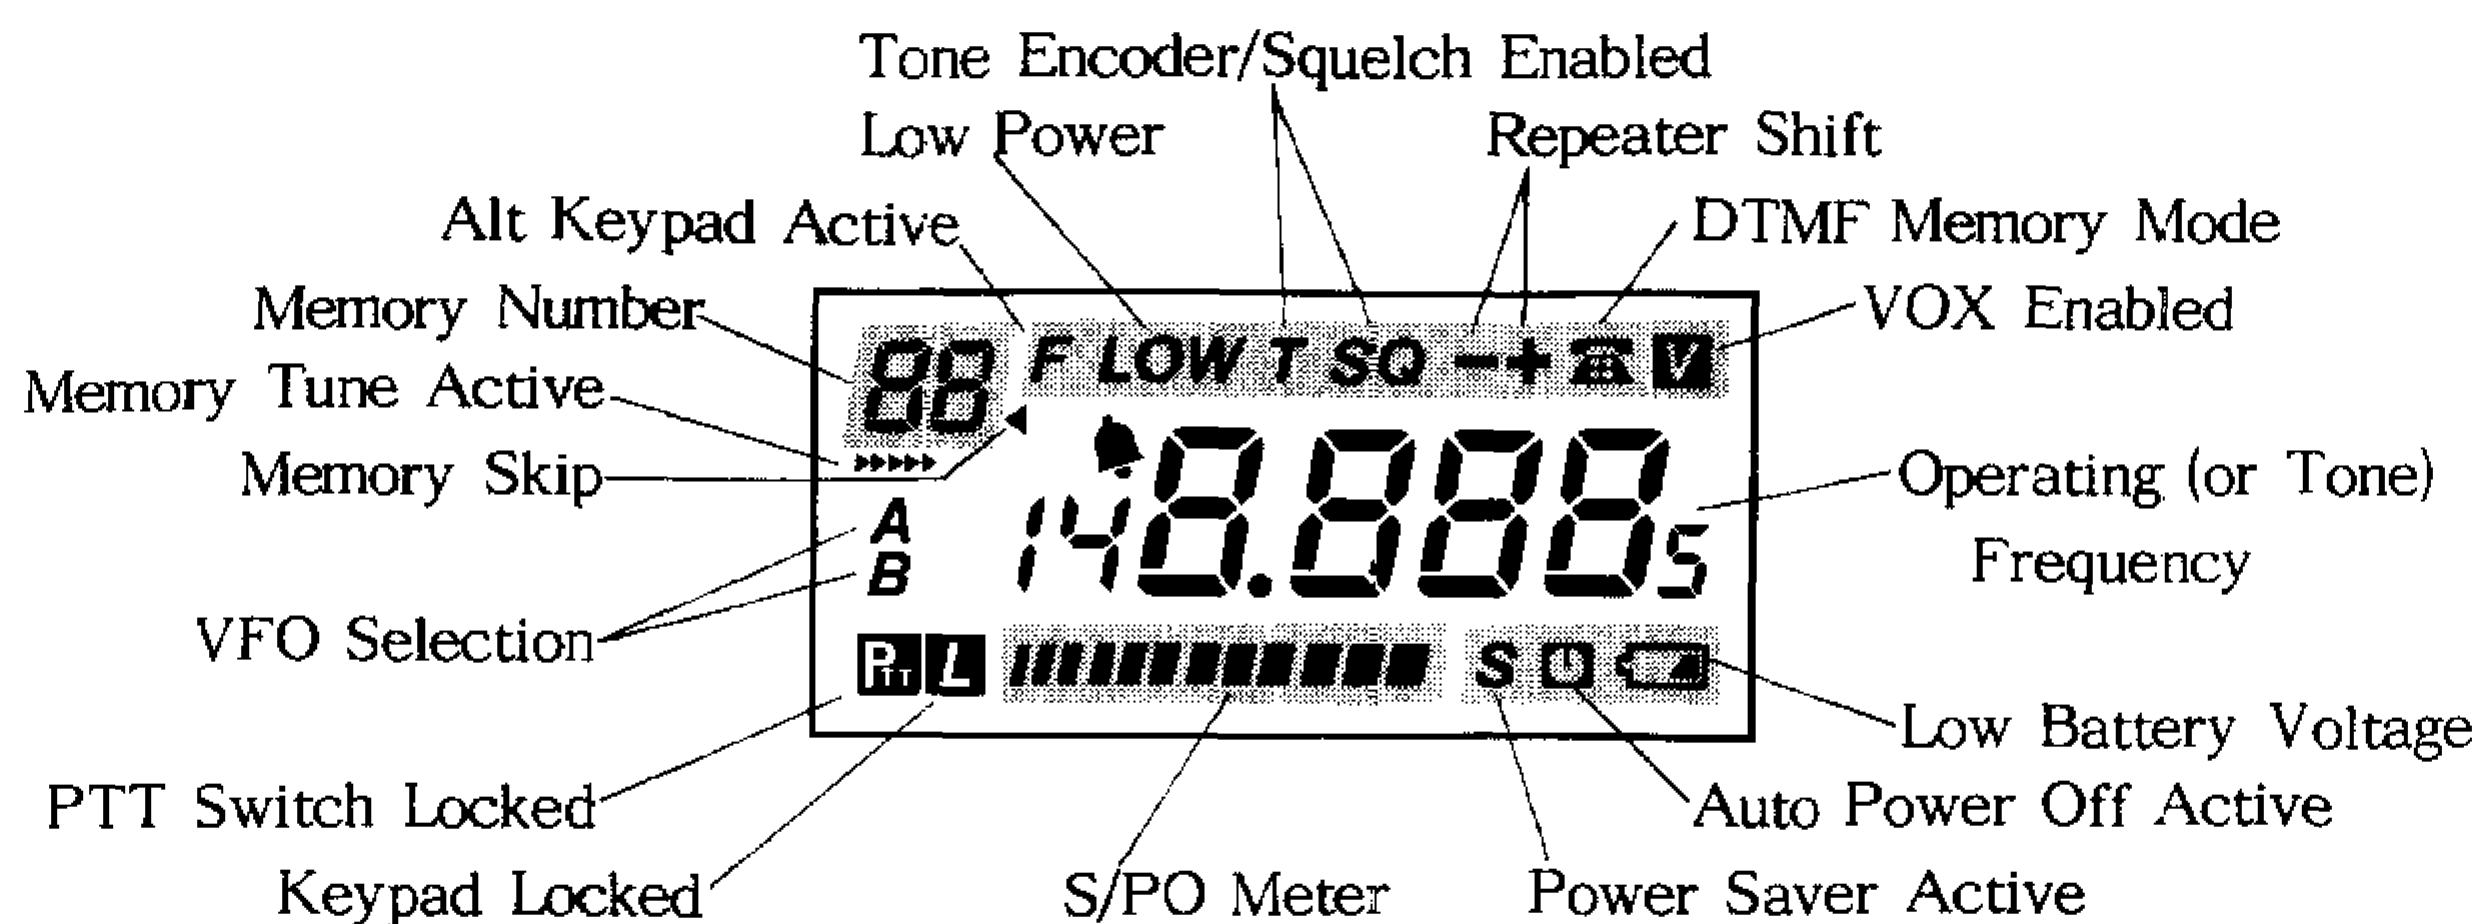 Tone Encoder/Squelch Enabled
Low Power
Repeater Shift
Alt Keypad Active
DTMF Memory Mode
Memory Number
VOX Enabled
88 F LOW T SQ -+ V
Memory Tune Active
Memory Skip
148.8885
Operating (or Tone)
Frequency
A
B
VFO Selection
PTT L
S
Low Battery Voltage
PTT Switch Locked
Auto Power Off Active
Keypad Locked
S/PO Meter
Power Saver Active